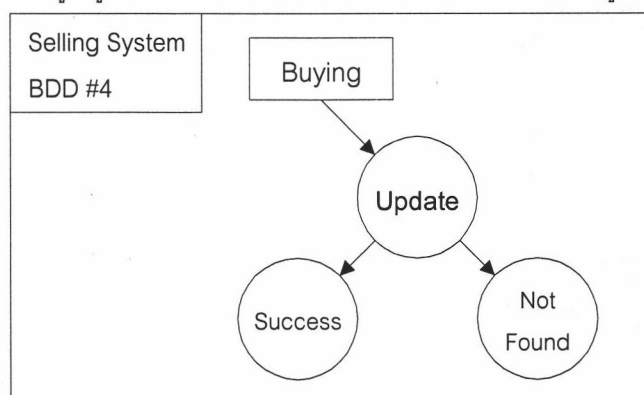 Selling System
BDD #4
Buying
Update
Success
Not
Found